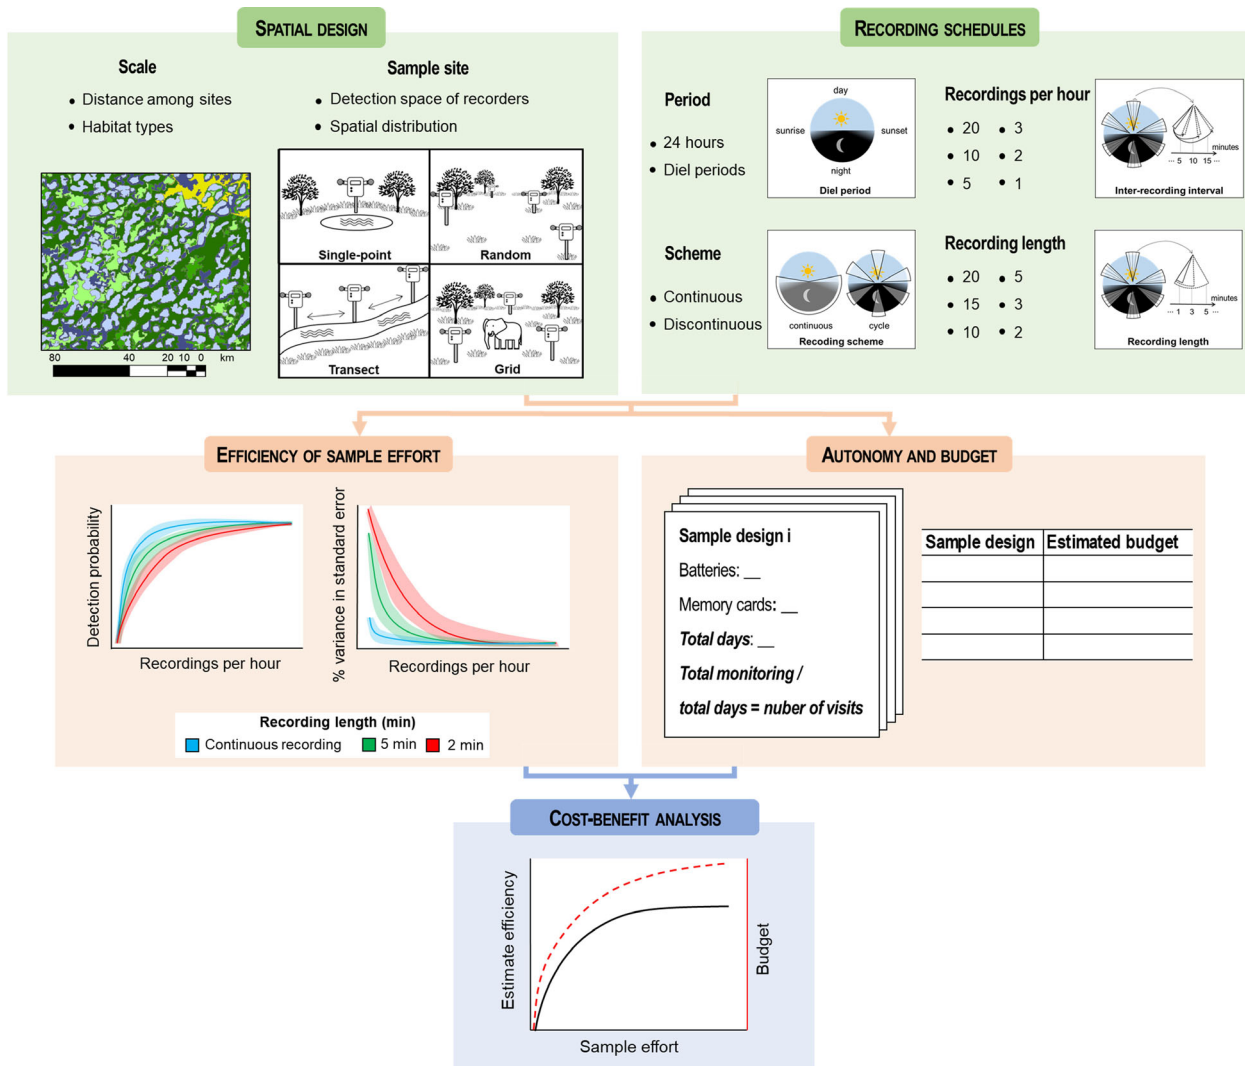 SPATIAL DESIGN
Scale
• Distance among sites
• Habitat types
80 40 20 10 0 km
Sample site
• Detection space of recorders
• Spatial distribution
Single-point
Random
Transect
Grid
RECORDING SCHEDULES
Period
• 24 hours
• Diel periods
day
sunrise
sunset
night
Diel period
Recordings per hour
• 20 • 3
• 10 • 2
• 5 • 1
minutes
··· 5 10 15 ···
Inter-recording interval
Scheme
• Continuous
• Discontinuous
continuous
cycle
Recoding scheme
Recording length
• 20 • 5
• 15 • 3
• 10 • 2
minutes
··· 1 3 5 ···
Recording length
EFFICIENCY OF SAMPLE EFFORT
Detection probability
Recordings per hour
% variance in standard error
Recordings per hour
Recording length (min)
Continuous recording
5 min
2 min
AUTONOMY AND BUDGET
Sample design i
Batteries: __
Memory cards: __
Total days: __
Total monitoring /
total days = nuber of visits
Sample design Estimated budget
COST-BENEFIT ANALYSIS
Estimate efficiency
Budget
Sample effort